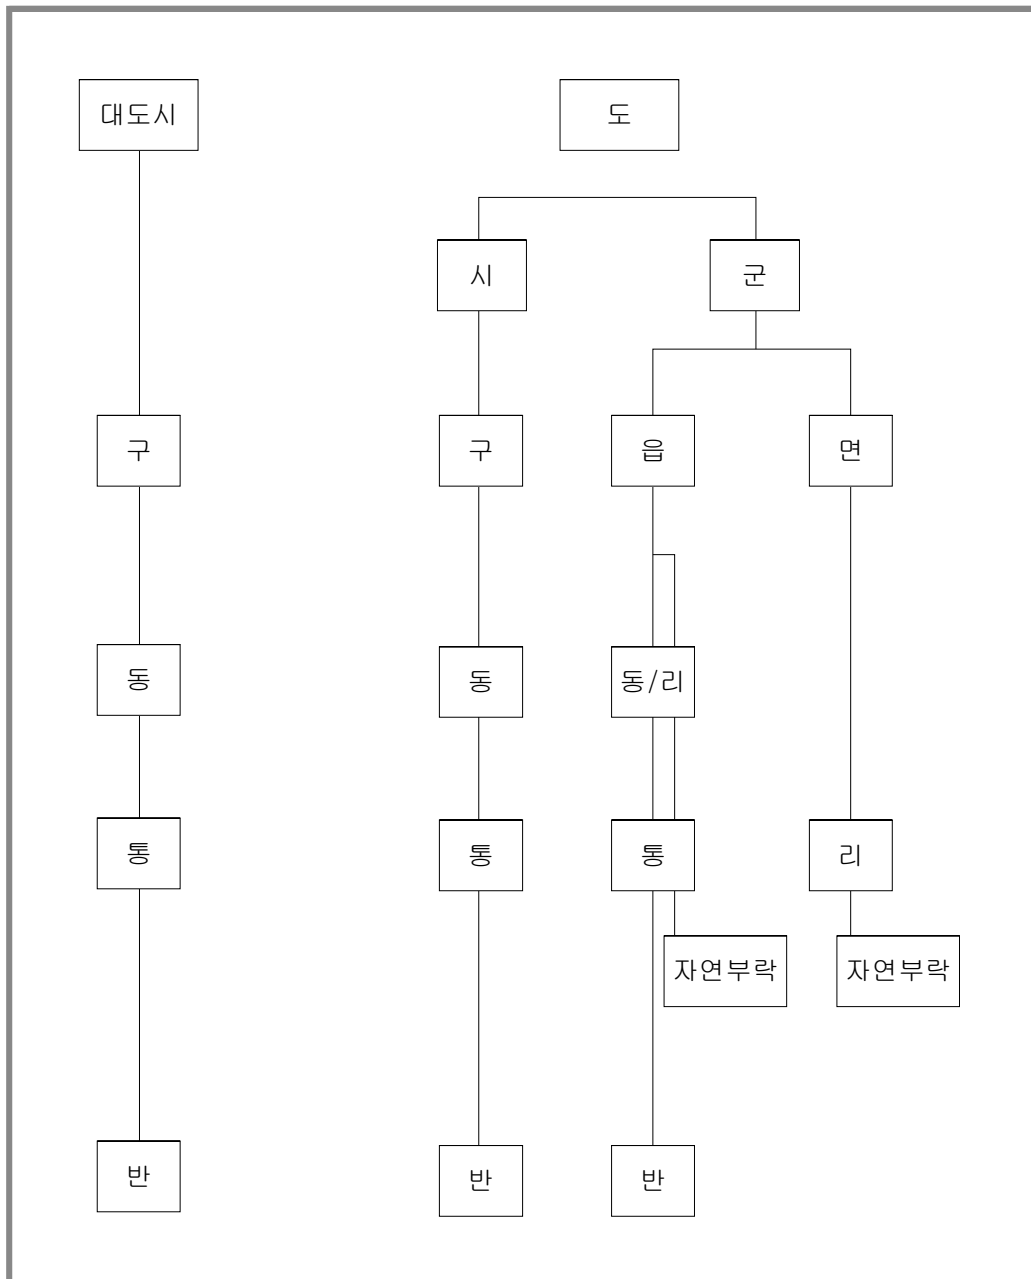 대도시
도
시
군
구
구
읍
면
동
동
동/리
통
통
통
리
자연부락
자연부락
반
반
반